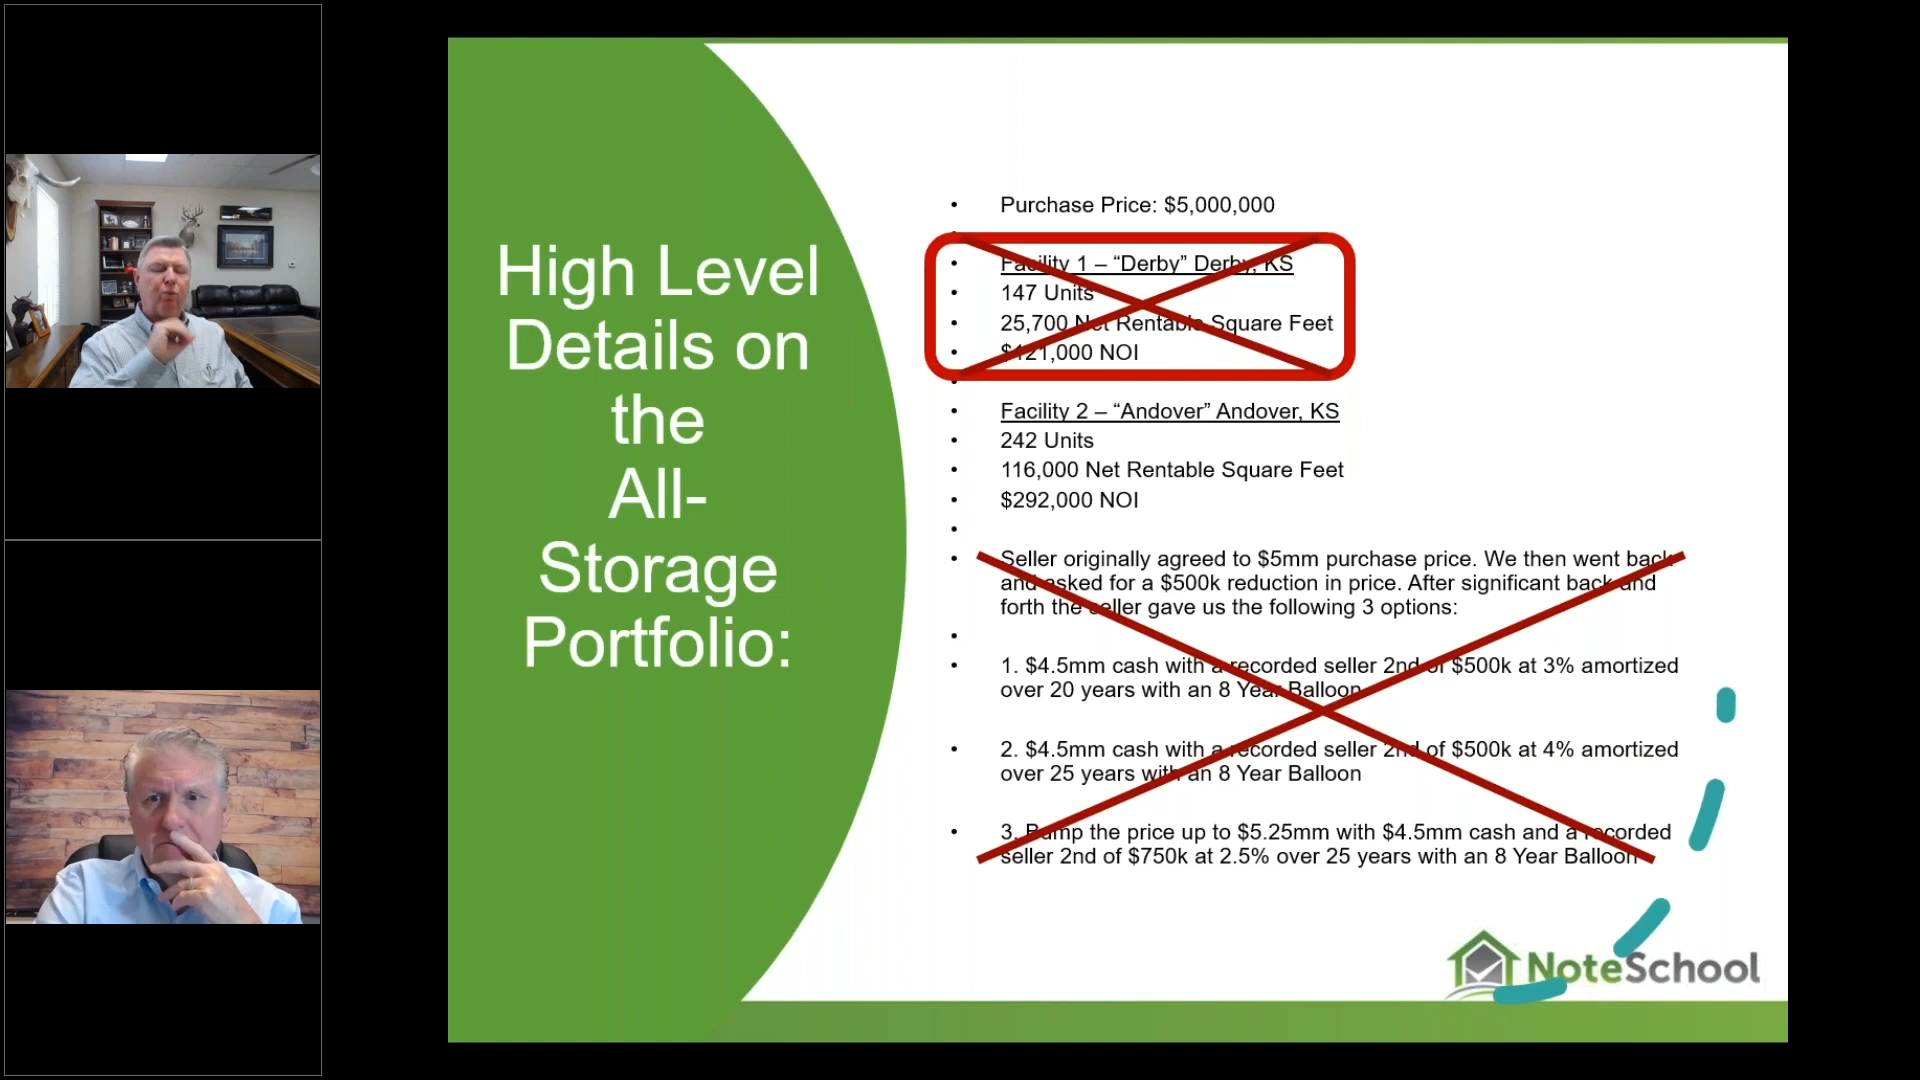 High Level
Details on
the
All-
Storage
Portfolio:
• Purchase Price: $5,000,000
•
• Facility 1 – “Derby” Derby, KS
• 147 Units
• 25,700 Net Rentable Square Feet
• $121,000 NOI
•
• Facility 2 – “Andover” Andover, KS
• 242 Units
• 116,000 Net Rentable Square Feet
• $292,000 NOI
•
• Seller originally agreed to $5mm purchase price. We then went back
and asked for a $500k reduction in price. After significant back and
forth the seller gave us the following 3 options:
•
• 1. $4.5mm cash with a recorded seller 2nd of $500k at 3% amortized
over 20 years with an 8 Year Balloon
• 2. $4.5mm cash with a recorded seller 2nd of $500k at 4% amortized
over 25 years with an 8 Year Balloon
• 3. Bump the price up to $5.25mm with $4.5mm cash and a recorded
seller 2nd of $750k at 2.5% over 25 years with an 8 Year Balloon
NoteSchool